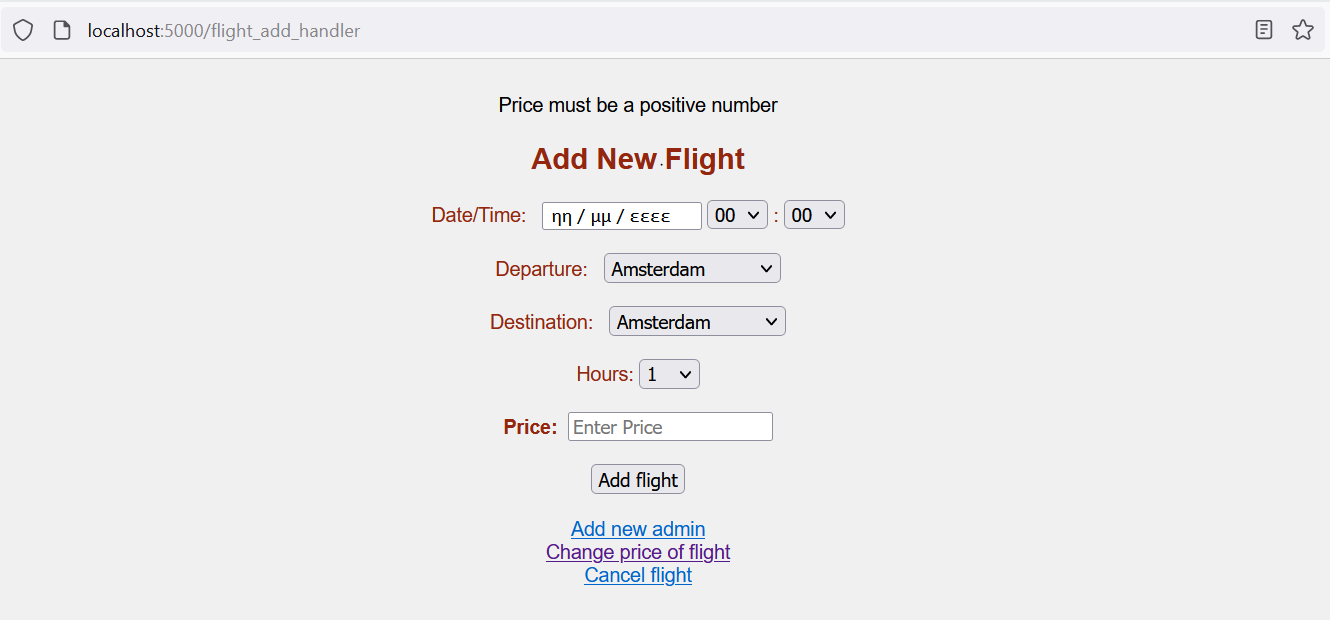 localhost:5000/flight_add_handler
Price must be a positive number
Add New Flight
Date/Time: ηη / μμ / εεεε 00 : 00
Departure: Amsterdam
Destination: Amsterdam
Hours: 1
Price: Enter Price
Add flight
Add new admin
Change price of flight
Cancel flight